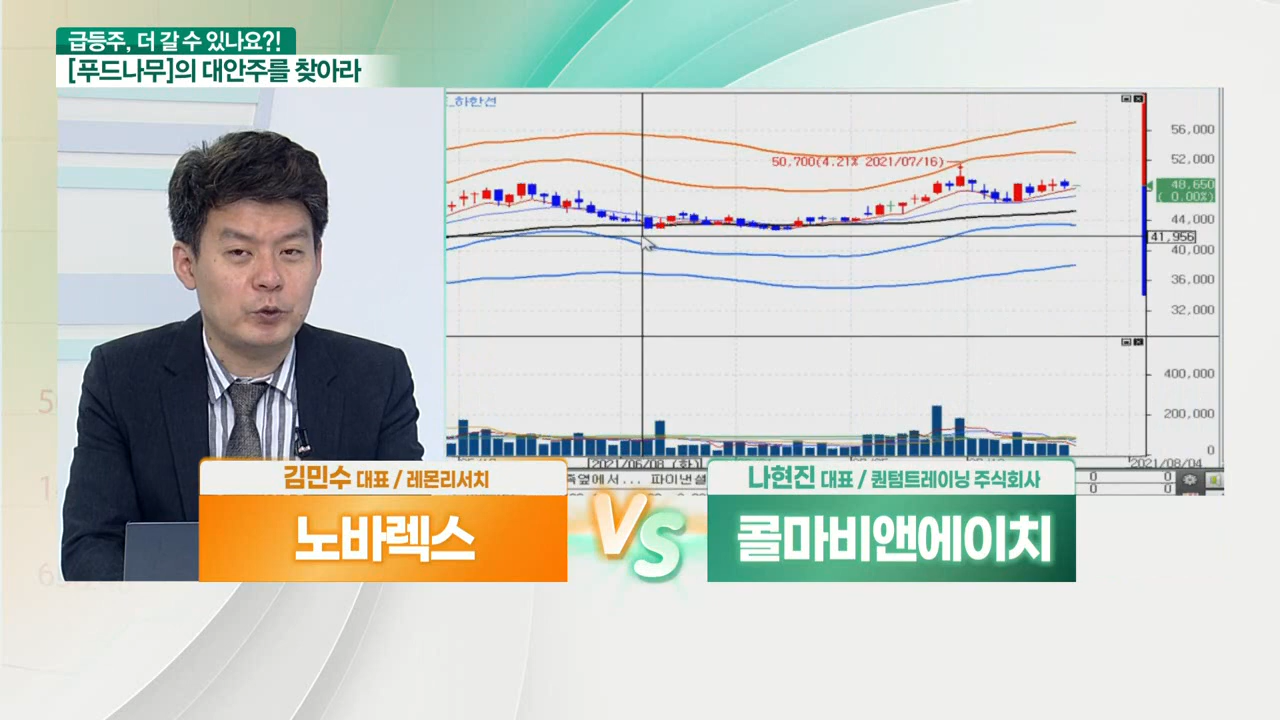 급등주, 더 갈 수 있나요?!
[푸드나무]의 대안주를 찾아라
하한선
56,000
50,700(4.21% 2021/07/16)
52,000
48,650
( 0.00%)
44,000
41,956
40,000
36,000
32,000
400,000
200,000
0
2021/06/08 (화)
2021/08/04
김민수 대표 / 레몬리서치
노바렉스
VS
나현진 대표 / 퀀텀트레이닝 주식회사
콜마비앤에이치
0 0
0 0